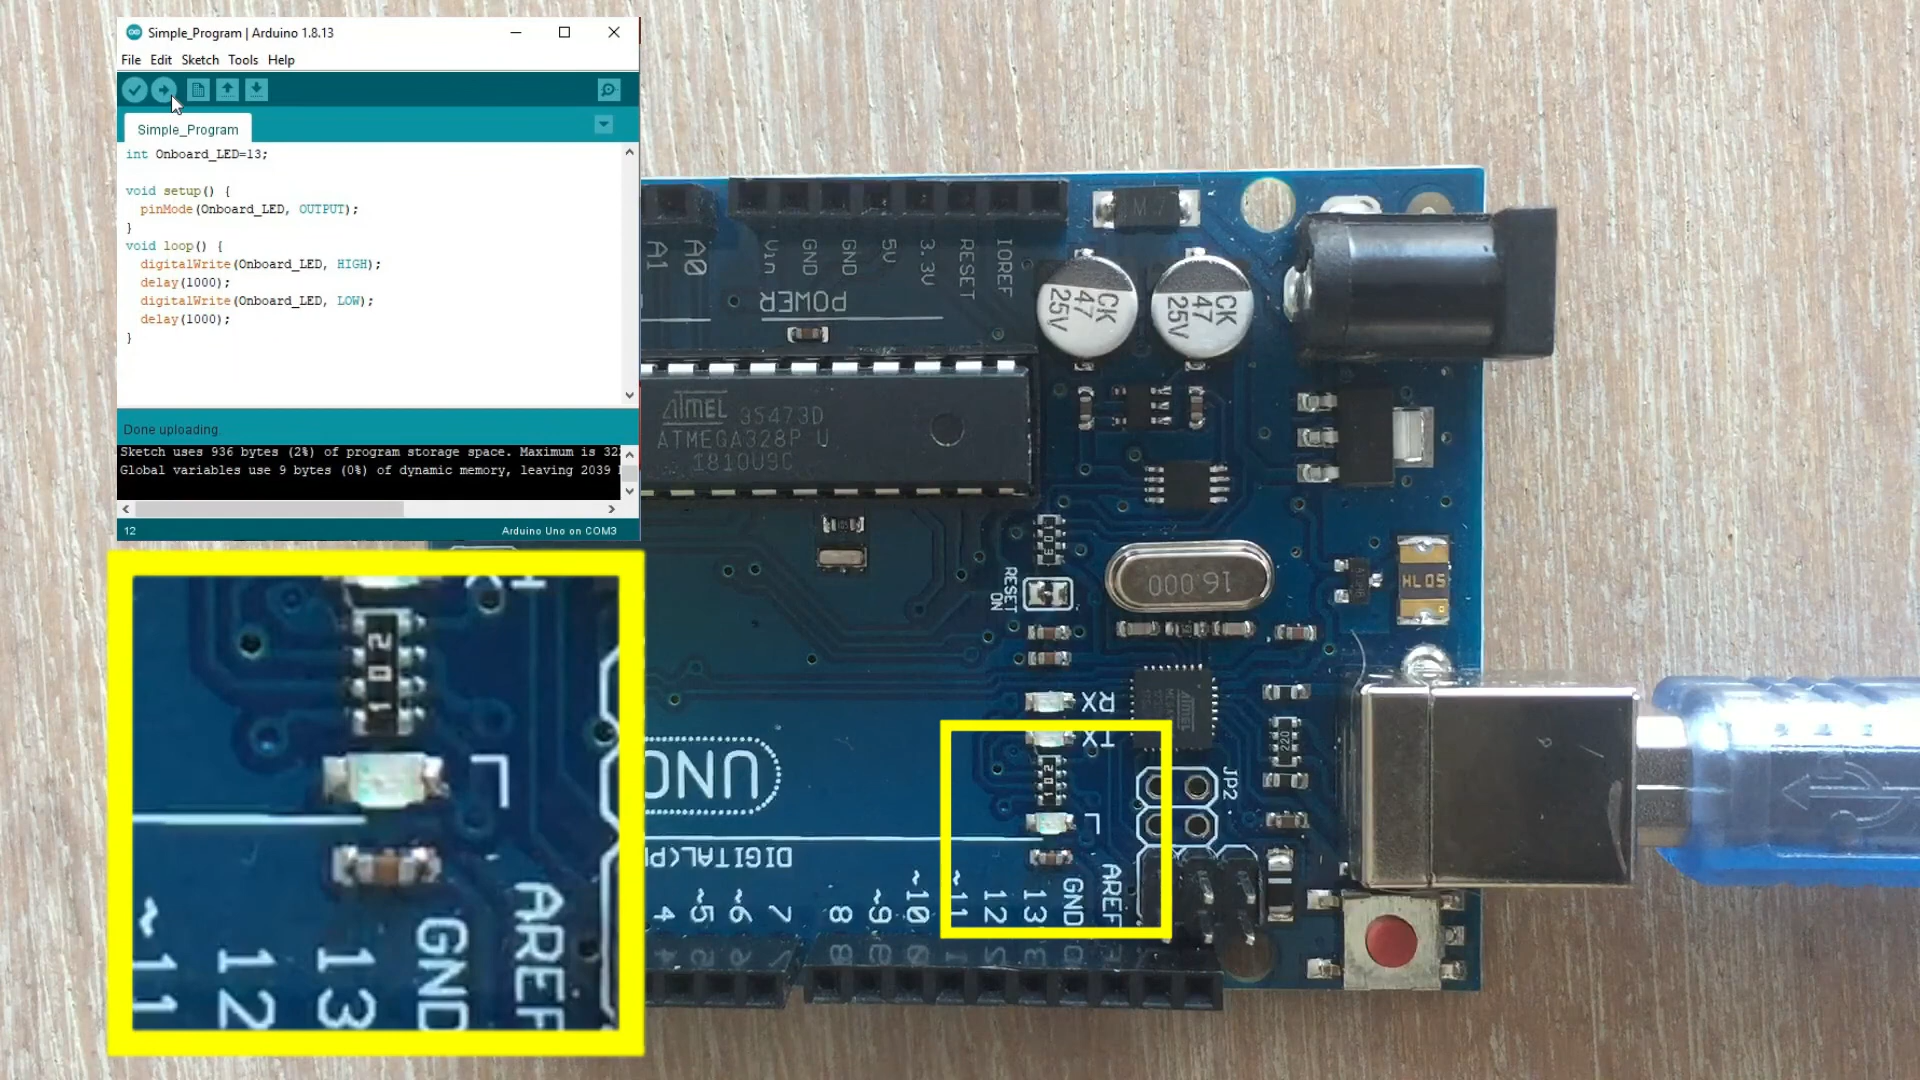 Simple_Program | Arduino 1.8.13
File Edit Sketch Tools Help
Simple_Program
int Onboard_LED=13;
void setup() {
pinMode(Onboard_LED, OUTPUT);
}
void loop() {
digitalWrite(Onboard_LED, HIGH);
delay(1000);
digitalWrite(Onboard_LED, LOW);
delay(1000);
}
Done uploading.
Sketch uses 936 bytes (2%) of program storage space. Maximum is
Global variables use 9 bytes (0%) of dynamic memory, leaving 2039
12
Arduino Uno on COM3
A1 A0
Vin GND GND 5V 3.3V RESET IOREF
POWER
CK 47 25V
CK 47 25V
ATMEL 35473D
ATMEGA328P U
1810U9C
RESET ON
16.000
RX
TX
102
L
220
JP2
UNO
4 ~5 ~6 7 8 ~9 ~10 ~11 12 13 GND AREF
102
L
~11 12 13 GND AREF